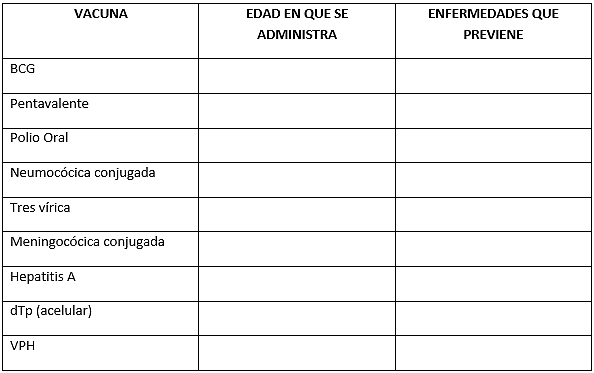 VACUNA
EDAD EN QUE SE
ADMINISTRA
ENFERMEDADES QUE
PREVIENE
BCG
Pentavalente
Polio Oral
Neumocócica conjugada
Tres vírica
Meningocócica conjugada
Hepatitis A
dTp (acelular)
VPH